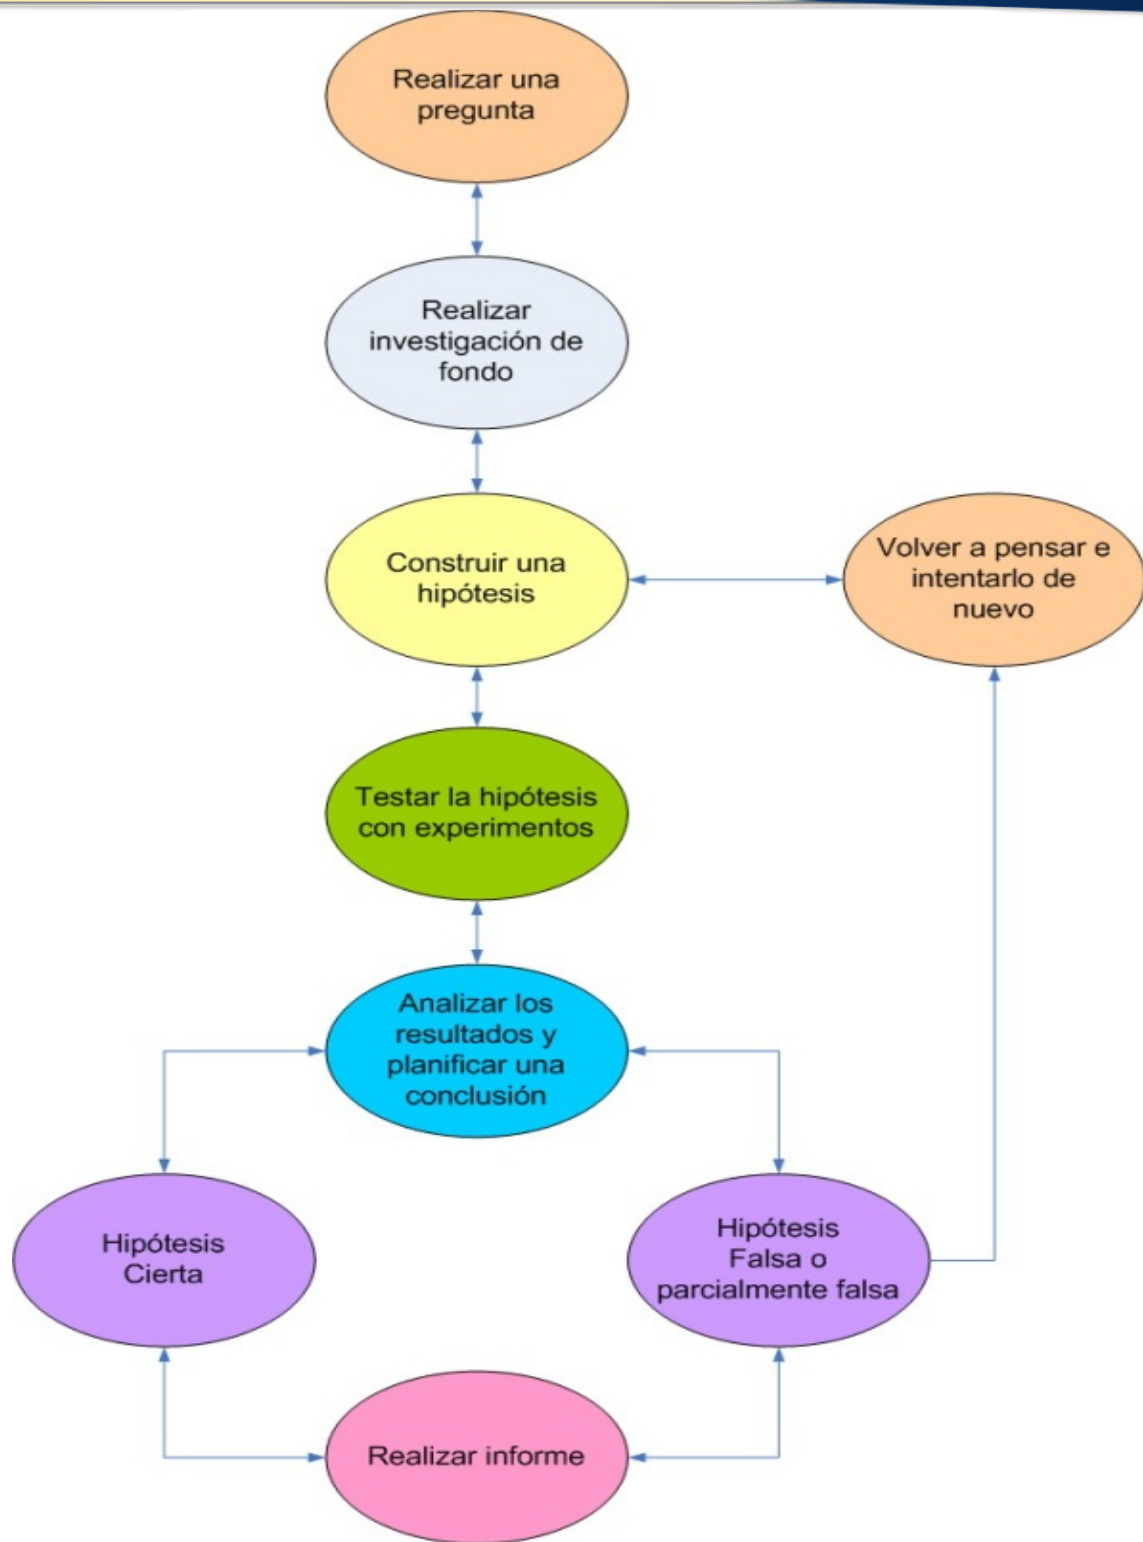 Realizar una
pregunta
Realizar
investigación de
fondo
Construir una
hipótesis
Volver a pensar e
intentarlo de
nuevo
Testar la hipótesis
con experimentos
Analizar los
resultados y
planificar una
conclusión
Hipótesis
Cierta
Hipótesis
Falsa o
parcialmente falsa
Realizar informe